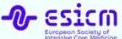 esicm
European Society of
Intensive Care Medicine